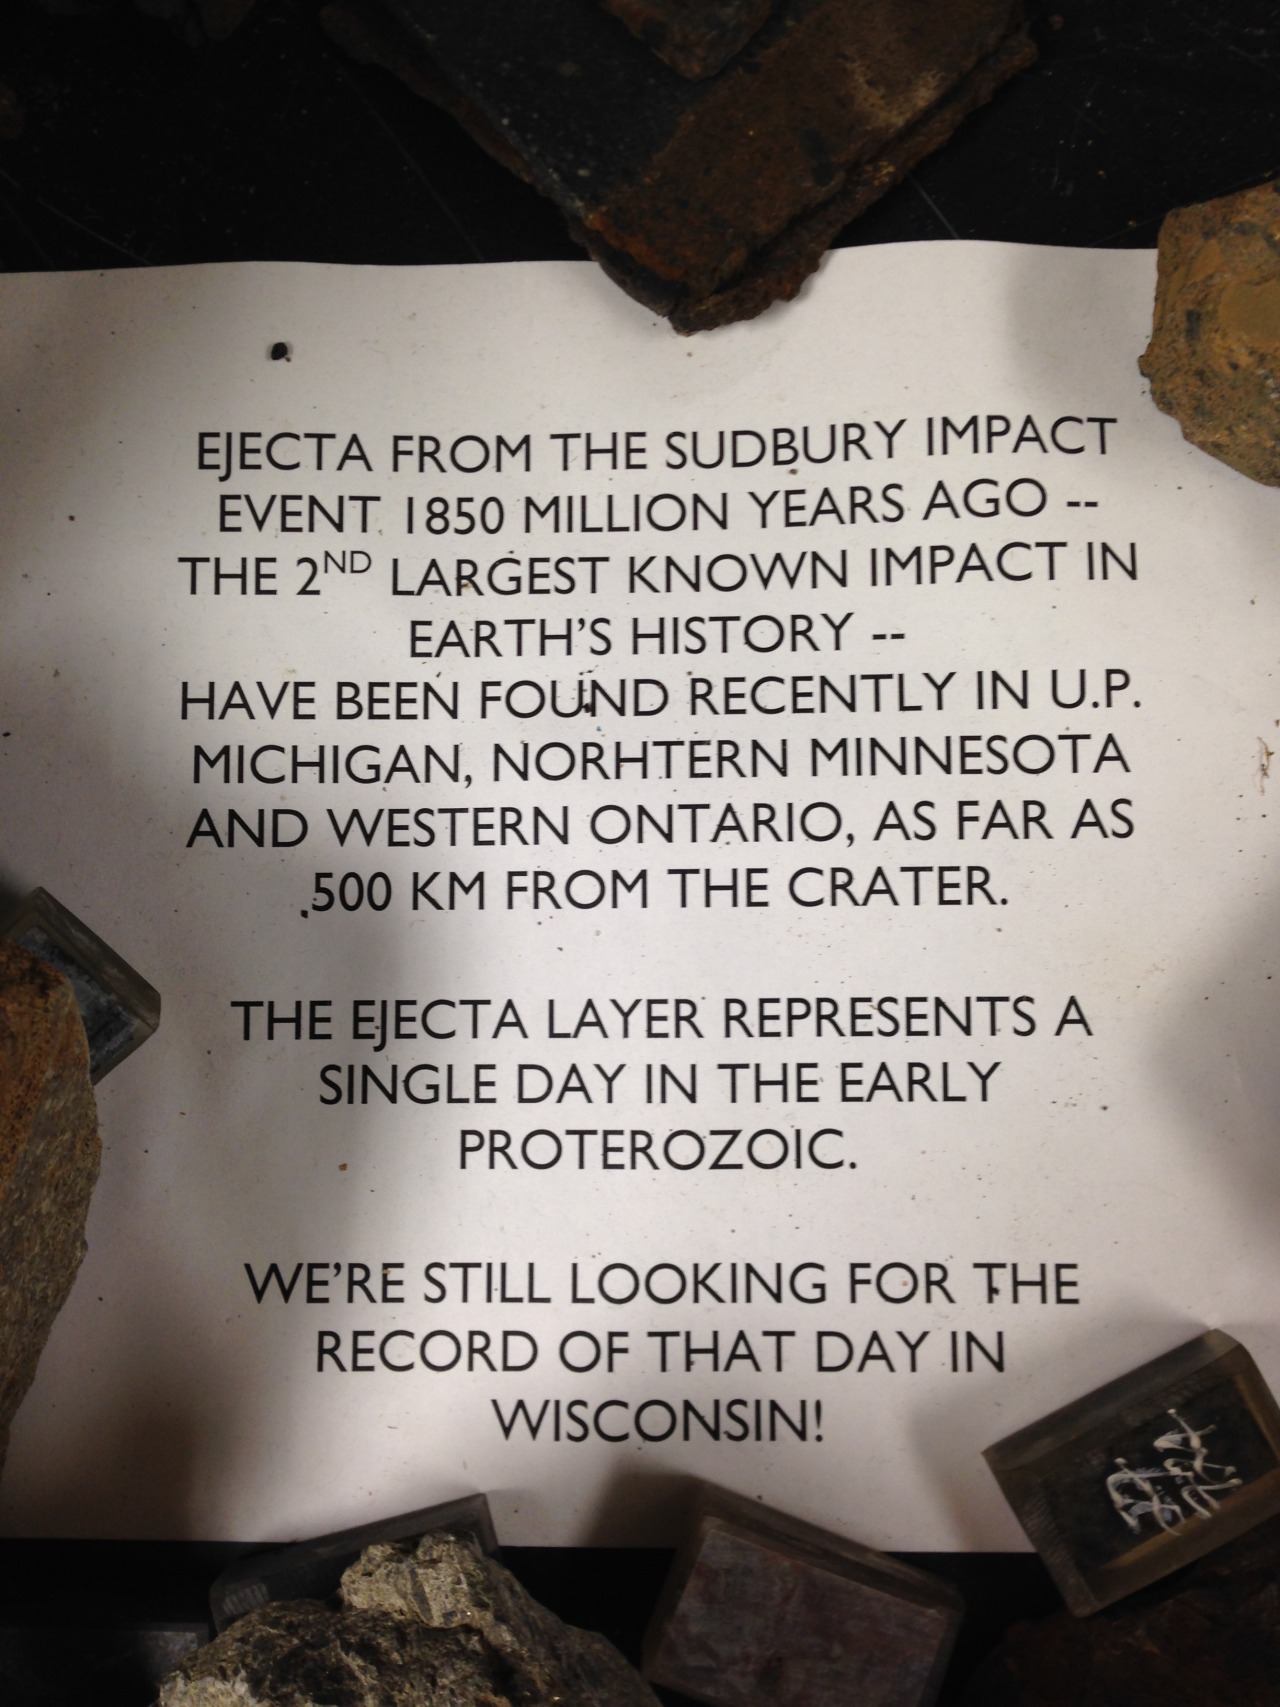 EJECTA FROM THE SUDBURY IMPACT
EVENT 1850 MILLION YEARS AGO --
THE 2ND LARGEST KNOWN IMPACT IN
EARTH'S HISTORY --
HAVE BEEN FOUND RECENTLY IN U.P.
MICHIGAN, NORHTERN MINNESOTA
AND WESTERN ONTARIO, AS FAR AS
500 KM FROM THE CRATER.
THE EJECTA LAYER REPRESENTS A
SINGLE DAY IN THE EARLY
PROTEROZOIC.
WE'RE STILL LOOKING FOR THE
RECORD OF THAT DAY IN
WISCONSIN!